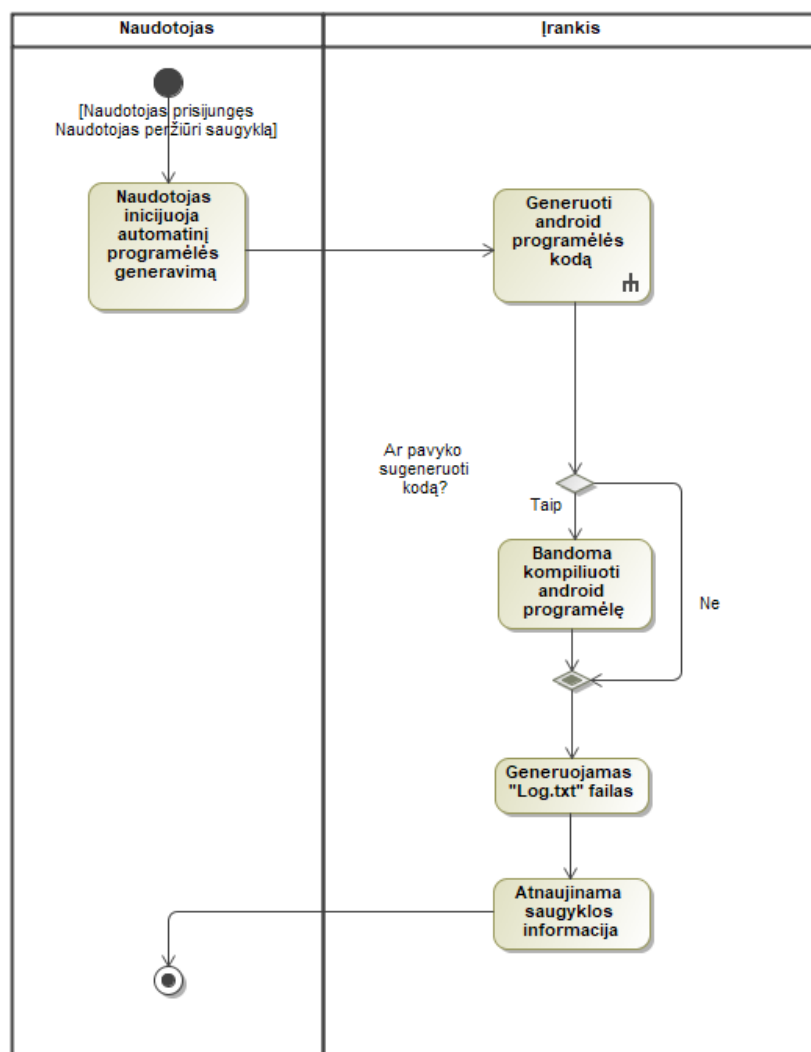 Naudotojas
Įrankis
[Naudotojas prisijungęs
Naudotojas peržiūri saugyklą]
Naudotojas
inicijuoja
automatinį
programėlės
generavimą
Generuoti
android
programėlės
kodą
Ar pavyko
sugeneruoti
kodą?
Taip
Bandoma
kompiliuoti
android
programėlę
Ne
Generuojamas
"Log.txt" failas
Atnaujinama
saugyklos
informacija